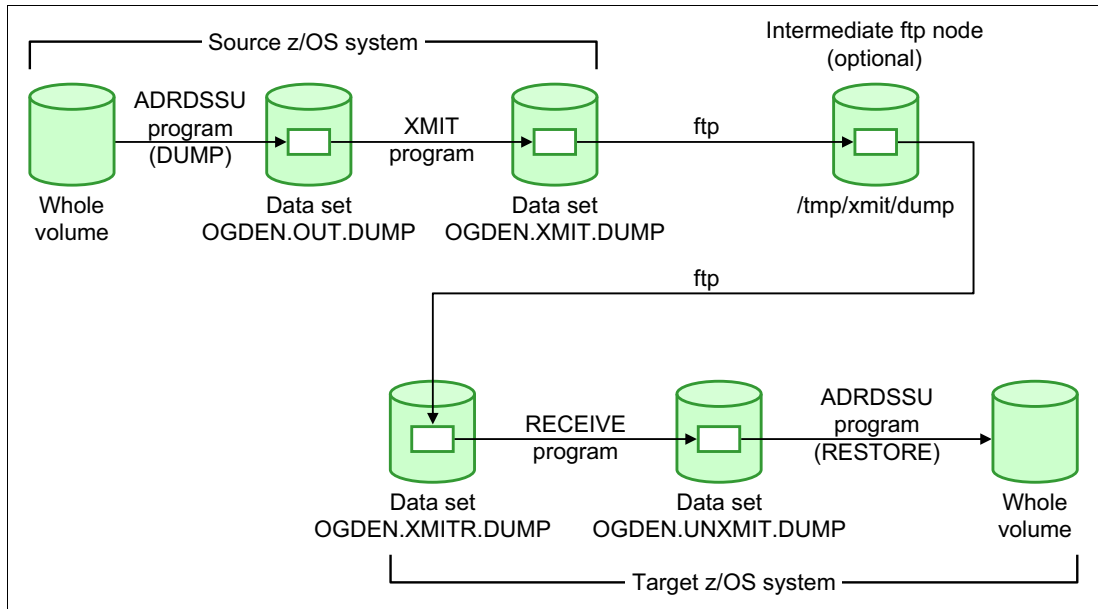 Source z/OS system
Intermediate ftp node
(optional)
ADRDSSU
program
(DUMP)
XMIT
program
ftp
Whole
volume
Data set
OGDEN.OUT.DUMP
Data set
OGDEN.XMIT.DUMP
/tmp/xmit/dump
ftp
RECEIVE
program
ADRDSSU
program
(RESTORE)
Data set
OGDEN.XMITR.DUMP
Data set
OGDEN.UNXMIT.DUMP
Whole
volume
Target z/OS system